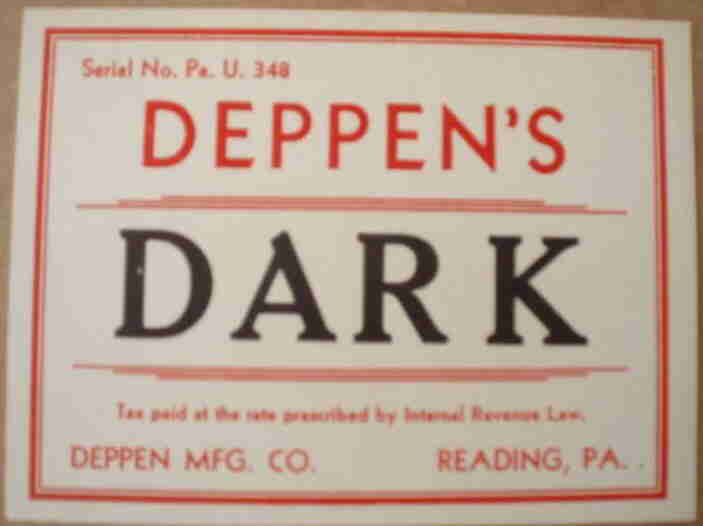 Serial No. Pa. U. 348
DEPPEN'S
DARK
Tax paid at the rate prescribed by Internal Revenue Law.
DEPPEN MFG. CO. READING, PA.